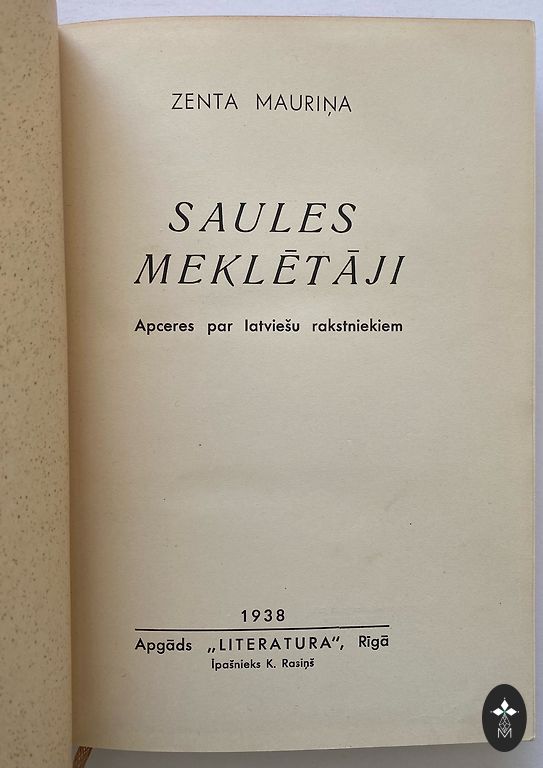 ZENTA MAURIŅA
SAULES
MEKLĒTĀJI
Apceres par latviešu rakstniekiem
1938
Apgāds „LITERATURA“, Rīgā
Īpašnieks K. Rasiņš